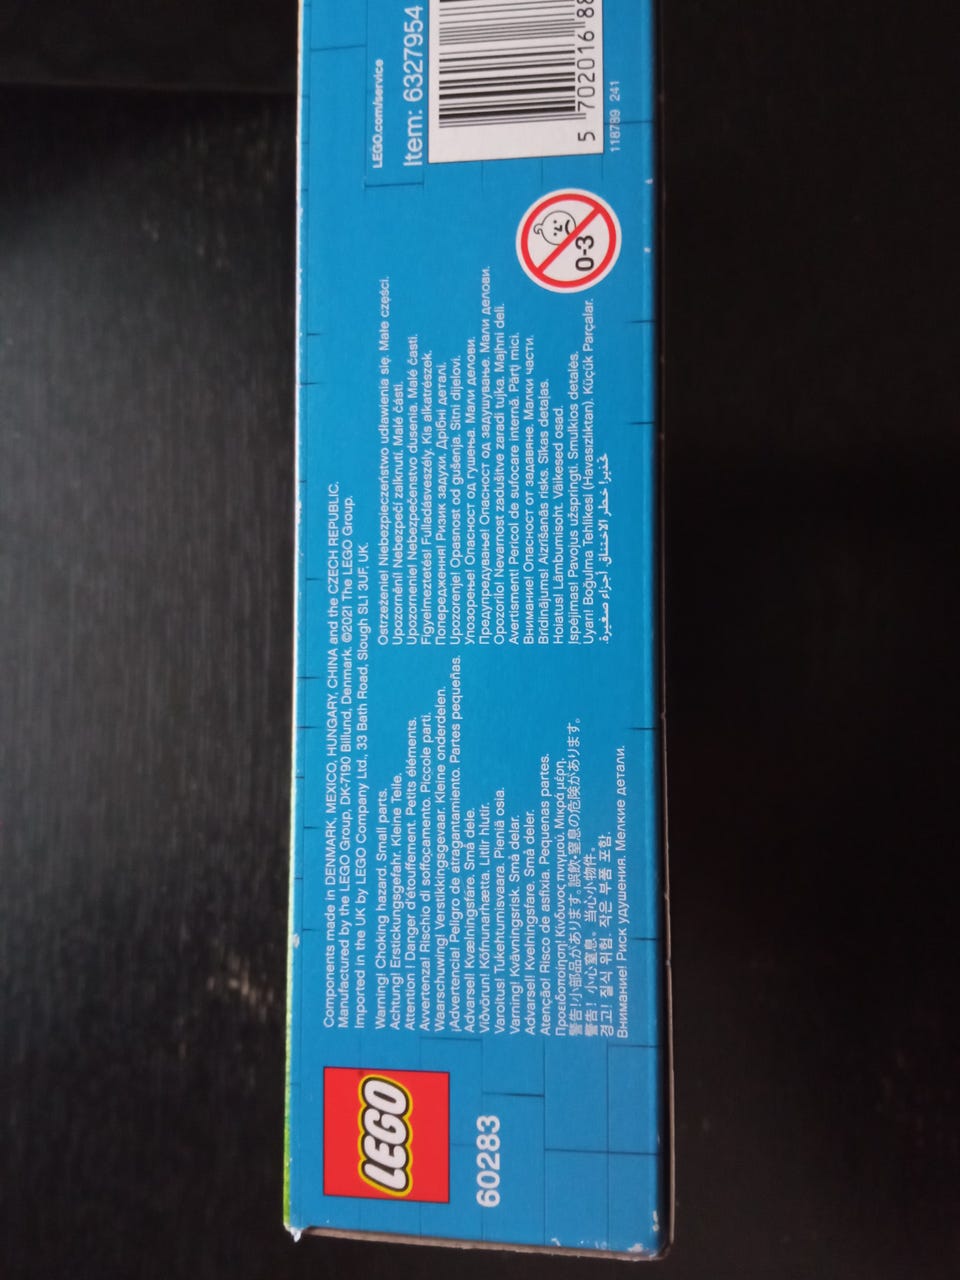 LEGO
60283
Components made in DENMARK, MEXICO, HUNGARY, CHINA and the CZECH REPUBLIC.
Manufactured by the LEGO Group, DK-7190 Billund, Denmark. ©2021 The LEGO Group.
Imported in the UK by LEGO Company Ltd., 33 Bath Road, Slough SL1 3UF, UK.
Warning! Choking hazard. Small parts.
Achtung! Erstickungsgefahr. Kleine Teile.
Attention ! Danger d'étouffement. Petits éléments.
Avvertenza! Rischio di soffocamento. Piccole parti.
Waarschuwing! Verstikkingsgevaar. Kleine onderdelen.
¡Advertencia! Peligro de atragantamiento. Partes pequeñas.
Advarsel! Kvælningsfare. Små dele.
Viðvörun! Köfnunarhætta. Litlir hlutir.
Varoitus! Tukehtumisvaara. Pieniä osia.
Varning! Kvävningsrisk. Små delar.
Advarsel! Kvelningsfare. Små deler.
Atenção! Risco de asfixia. Pequenas partes.
Προειδοποίηση! Κίνδυνος πνιγμού. Μικρά μέρη.
警告!小部品があります。誤飲・窒息の危険があります。
警告！小心窒息。当心小物件。
경고! 질식 위험. 작은 부품 포함.
Внимание! Риск удушения. Мелкие детали.
Ostrzeżenie! Niebezpieczeństwo udławienia się. Małe części.
Upozornění! Nebezpečí zalknutí. Malé části.
Upozornenie! Nebezpečenstvo dusenia. Malé časti.
Figyelmeztetés! Fulladásveszély. Kis alkatrészek.
Попередження! Ризик задухи. Дрібні деталі.
Upozorenje! Opasnost od gušenja. Sitni dijelovi.
Упозорење! Опасност од гушења. Мали делови.
Предупредување! Опасност од задушување. Мали делови.
Opozorilo! Nevarnost zadušitve zaradi tujka. Majhni deli.
Avertisment! Pericol de sufocare internă. Părți mici.
Внимание! Опасност от задавяне. Малки части.
Brīdinājums! Aizrīšanās risks. Sīkas detaļas.
Hoiatus! Lämbumisoht. Väikesed osad.
Įspėjimas! Pavojus užspringti. Smulkios detalės.
Uyarı! Boğulma Tehlikesi (Havasızlıktan). Küçük Parçalar.
تحذير! خطر الاختناق. أجزاء صغيرة.
0-3
LEGO.com/service
Item: 6327954
5 702016 88
118789 241